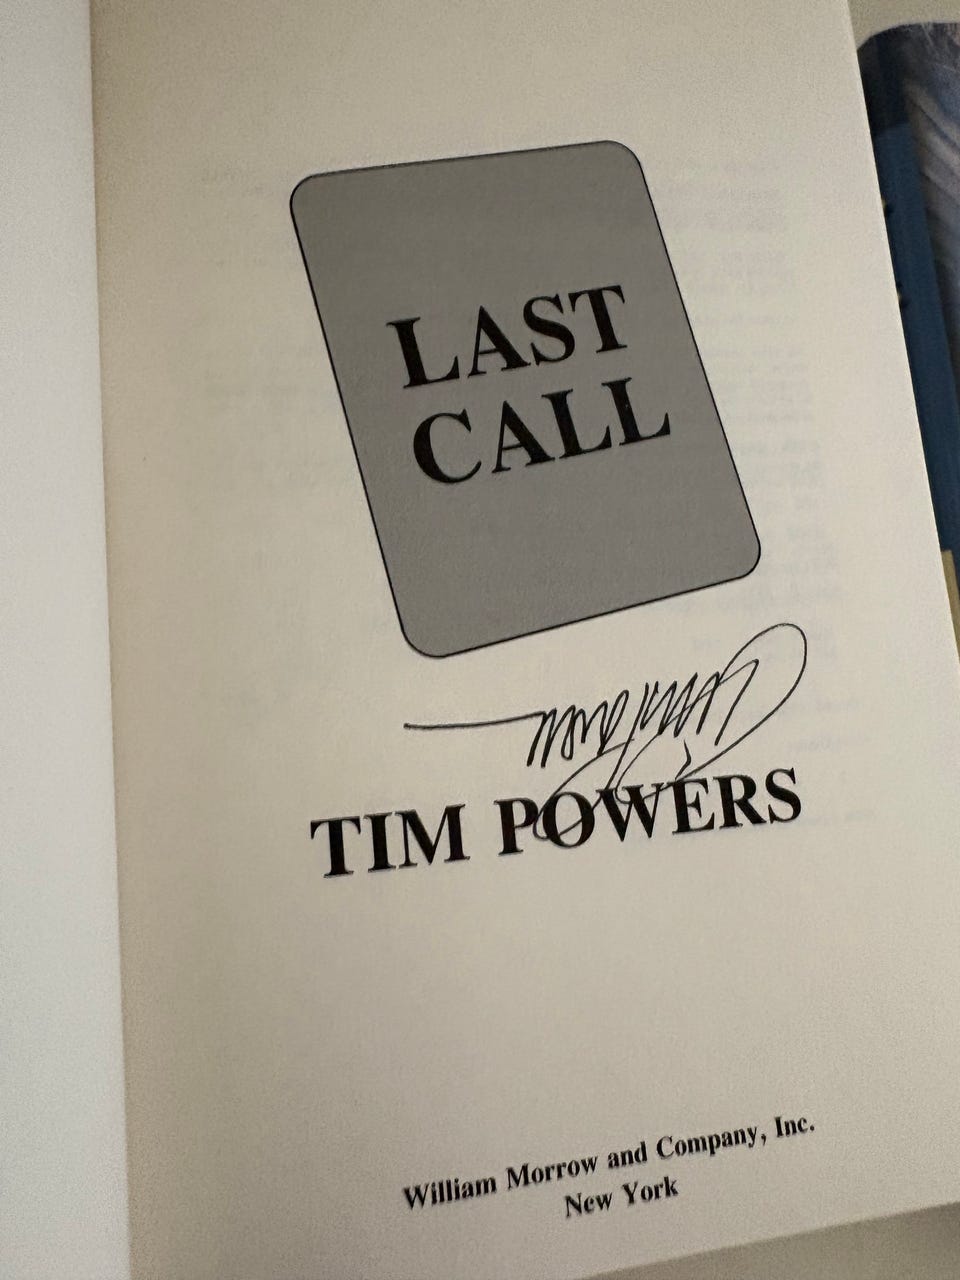 LAST
CALL
TIM POWERS
William Morrow and Company, Inc.
New York